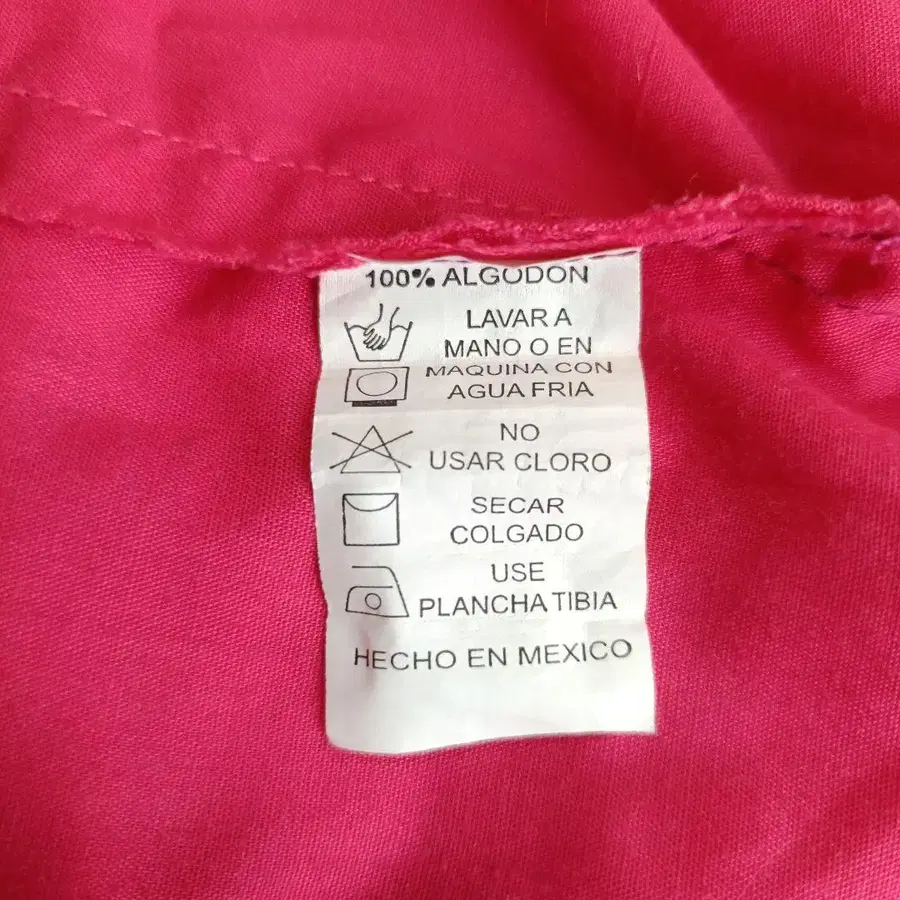 100% ALGODON
LAVAR A
MANO O EN
MAQUINA CON
AGUA FRIA
NO
USAR CLORO
SECAR
COLGADO
USE
PLANCHA TIBIA
HECHO EN MEXICO